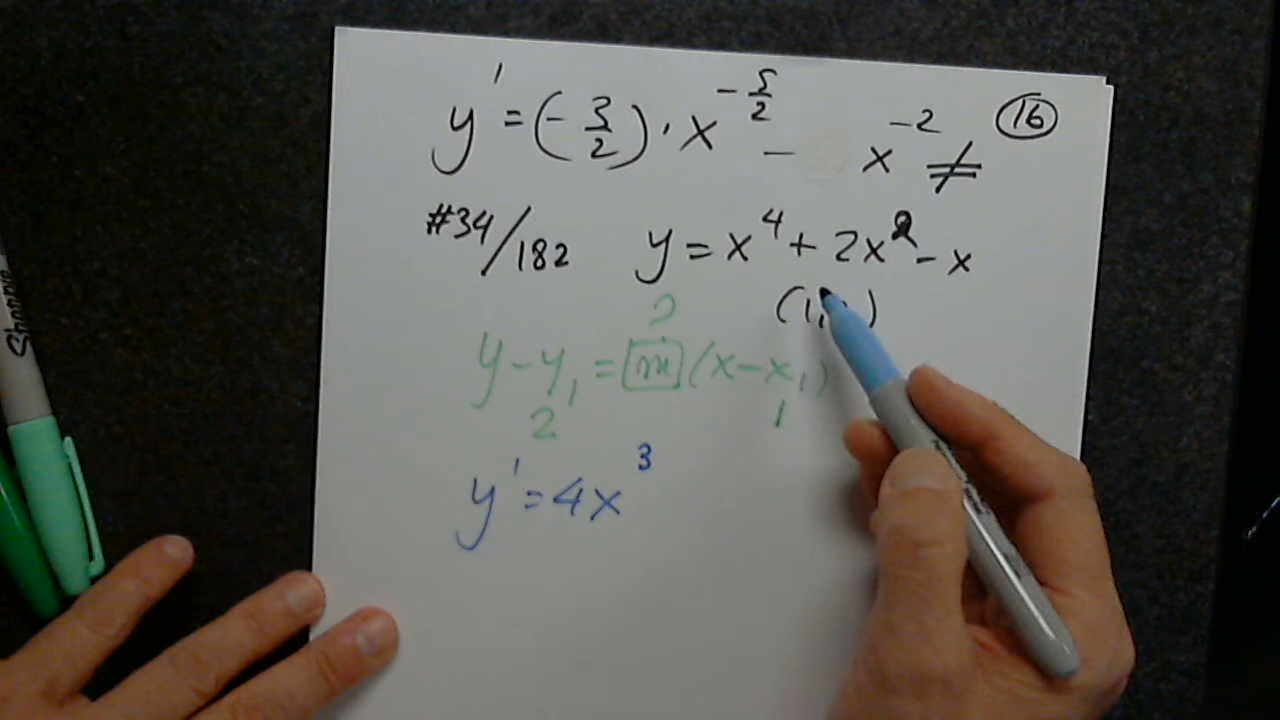 y' = (-3/2) · x^(-5/2) - x^(-2) ≠ 16
#34/182 y = x^4 + 2x^2 - x
(1, )
?
y - y₁ = m (x - x₁)
2 1
y' = 4x^3
Sharpie